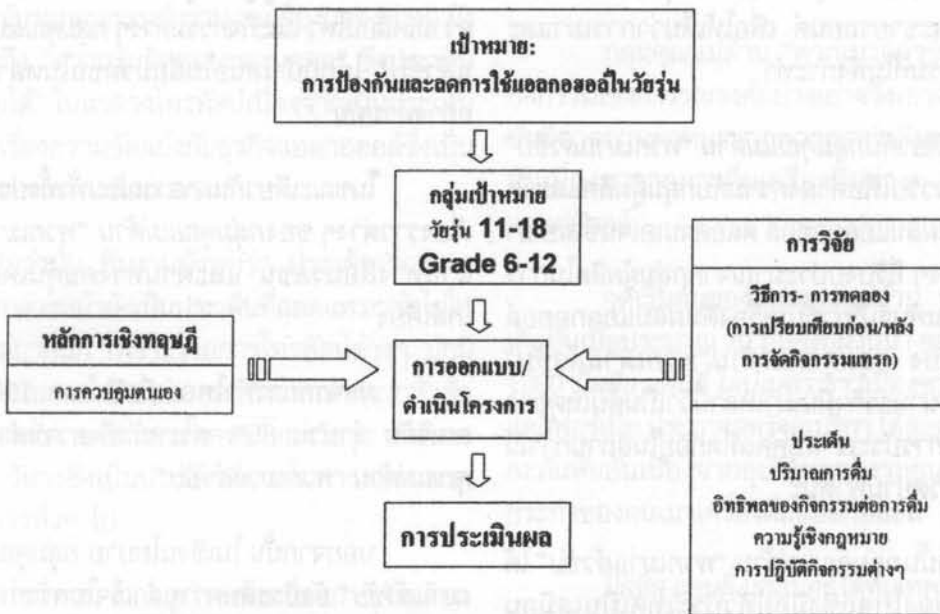 เป้าหมาย:
การป้องกันและลดการใช้แอลกอฮอล์ในวัยรุ่น
กลุ่มเป้าหมาย
วัยรุ่น 11-18
Grade 6-12
หลักการเชิงทฤษฎี
การควบคุมตนเอง
การออกแบบ/
ดำเนินโครงการ
การวิจัย
วิธีการ- การทดลอง
(การเปรียบเทียบก่อน/หลัง
การจัดกิจกรรมแทรก)
ประเด็น
ปริมาณการดื่ม
อิทธิพลของกิจกรรมต่อการดื่ม
ความรู้เชิงกฎหมาย
การปฏิบัติกิจกรรมต่างๆ
การประเมินผล